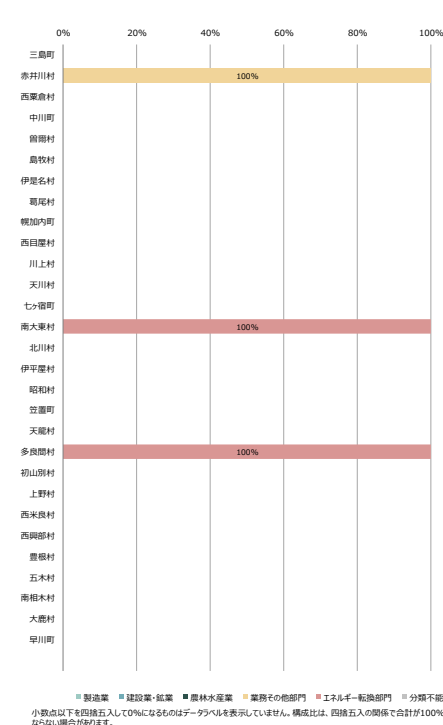 0% 20% 40% 60% 80% 100%
三島町
赤井川村 100%
西粟倉村
中川町
曽爾村
島牧村
伊是名村
葛尾村
幌加内町
西目屋村
川上村
天川村
七ヶ宿町
南大東村 100%
北川村
伊平屋村
昭和村
笠置町
天龍村
多良間村 100%
初山別村
上野村
西米良村
西興部村
豊根村
五木村
南相木村
大鹿村
早川町
製造業 建設業・鉱業 農林水産業 業務その他部門 エネルギー転換部門 分類不能
小数点以下を四捨五入して0%になるものはデータラベルを表示していません。構成比は、四捨五入の関係で合計が100%
ならない場合があります。